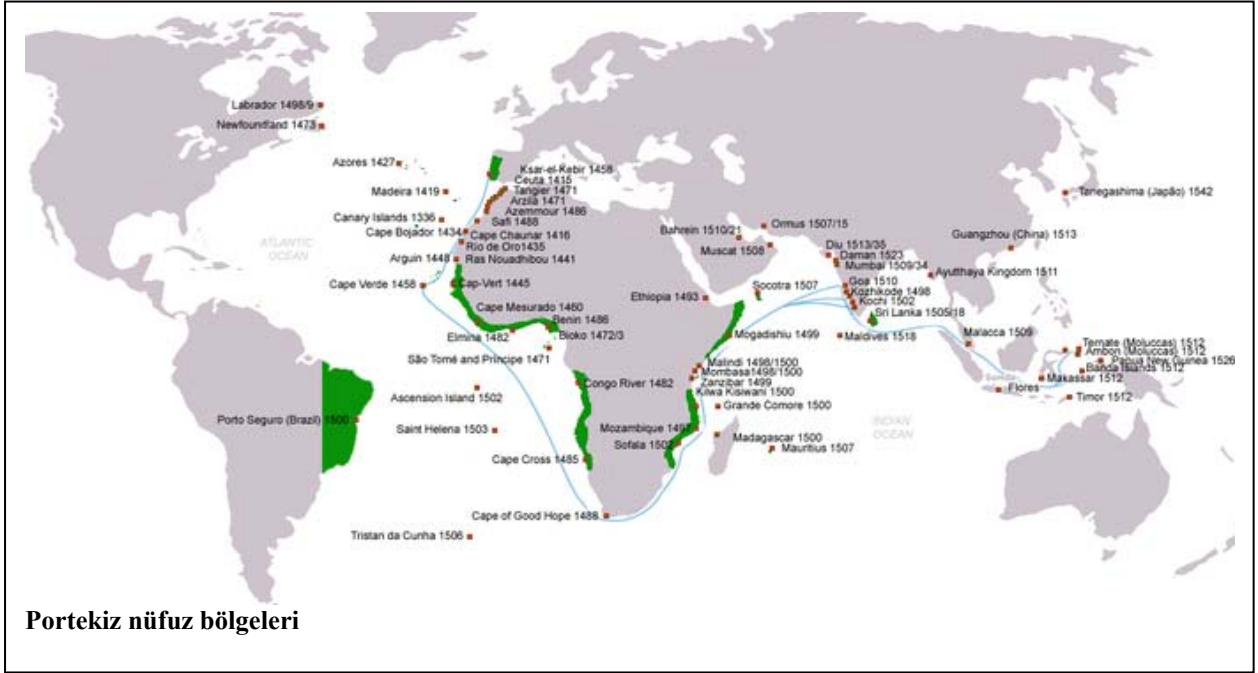 Labrador 1498/9
Newfoundland 1473
Azores 1427
Ksar-el-Kebir 1458
Ceuta 1415
Tangier 1471
Madeira 1419
Arzila 1471
Azemmour 1486
Canary Islands 1336
Safi 1488
Cape Bojador 1434
Cape Chaunar 1416
Rio de Oro1435
ATLANTIC
OCEAN
Arguin 1448
Ras Nouadhibou 1441
Cape Verde 1458
Cap-Vert 1445
Cape Mesurado 1460
Benin 1486
Elmina 1482
Bioko 1472/3
São Tomé and Príncipe 1471
Congo River 1482
Ascension Island 1502
Porto Seguro (Brazil) 1500
Saint Helena 1503
Cape Cross 1485
Cape of Good Hope 1488
Tristan da Cunha 1506
Tanegashima (Japão) 1542
Ormus 1507/15
Bahrein 1510/21
Guangzhou (China) 1513
Muscat 1508
Diu 1513/35
Daman 1523
Mumbai 1509/34
Ayutthaya Kingdom 1511
Goa 1510
Socotra 1507
Kozhikode 1498
Ethiopia 1493
Kochi 1502
Sri Lanka 1505/18
Mogadishiu 1499
Maldives 1518
Malacca 1509
Ternate (Moluccas) 1512
Ambon (Moluccas) 1512
Papua New Guinea 1526
Banda Islands 1512
Malindi 1498/1500
Mombasa1498/1500
Makassar 1512
Zanzibar 1499
Flores
Kilwa Kisiwani 1500
Timor 1512
Grande Comore 1500
INDIAN
OCEAN
Mozambique 1498
Madagascar 1500
Sofala 1502
Mauritius 1507
Portekiz nüfuz bölgeleri